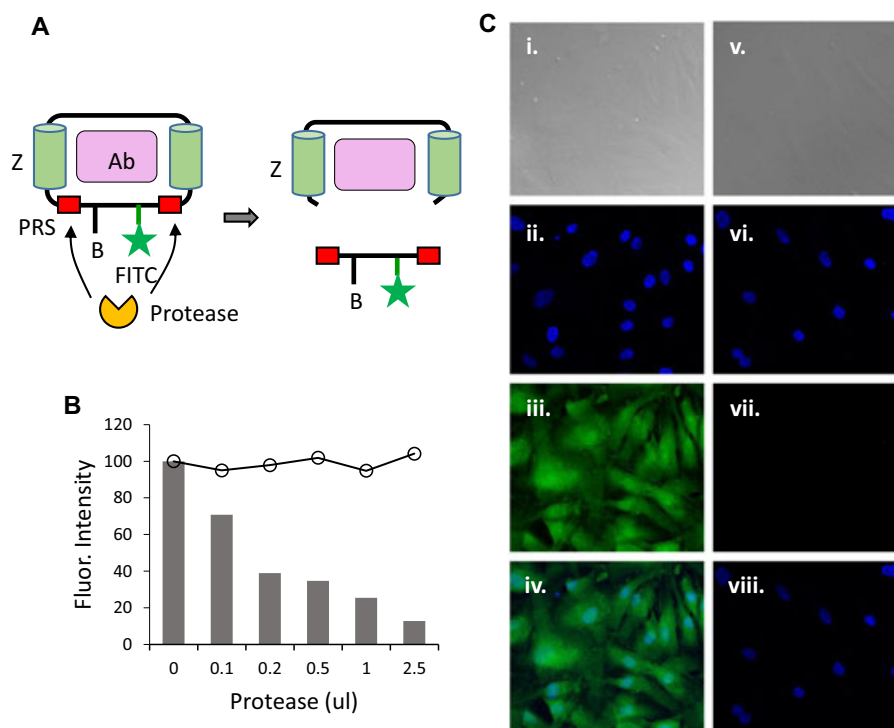 A
Z
Ab
PRS
B
FITC
Protease
Z
B
B
120
100
80
60
40
20
0
Fluor. Intensity
0 0.1 0.2 0.5 1 2.5
Protease (ul)
C
i.
v.
ii.
vi.
iii.
vii.
iv.
viii.